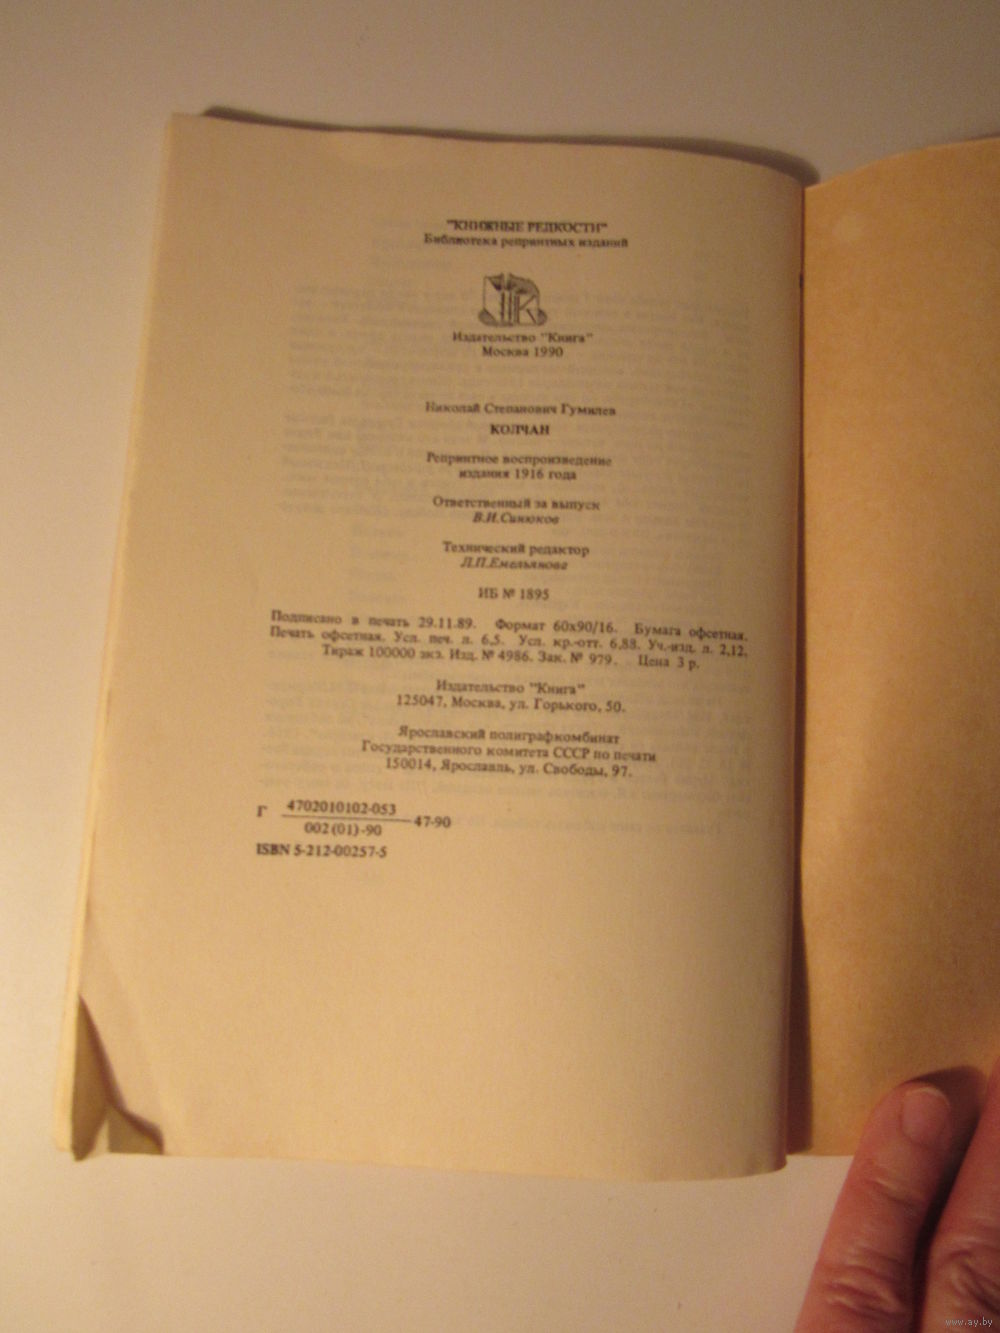 "КНИЖНЫЕ РЕДКОСТИ"
Библиотека репринтных изданий
Издательство "Книга"
Москва 1990
Николай Степанович Гумилев
КОЛЧАН
Репринтное воспроизведение
издания 1916 года
Ответственный за выпуск
В.И.Синюков
Технический редактор
Л.П.Емельянова
ИБ № 1895
Подписано в печать 29.11.89. Формат 60х90/16. Бумага офсетная.
Печать офсетная. Усл. печ. л. 6,5. Усл. кр.-отт. 6,88. Уч.-изд. л. 2,12.
Тираж 100000 экз. Изд. № 4986. Зак. № 979. Цена 3 р.
Издательство "Книга"
125047, Москва, ул. Горького, 50.
Ярославский полиграфкомбинат
Государственного комитета СССР по печати
150014, Ярославль, ул. Свободы, 97.
Г 4702010102-053
002(01)-90 47-90
ISBN 5-212-00257-5
www.ay.by